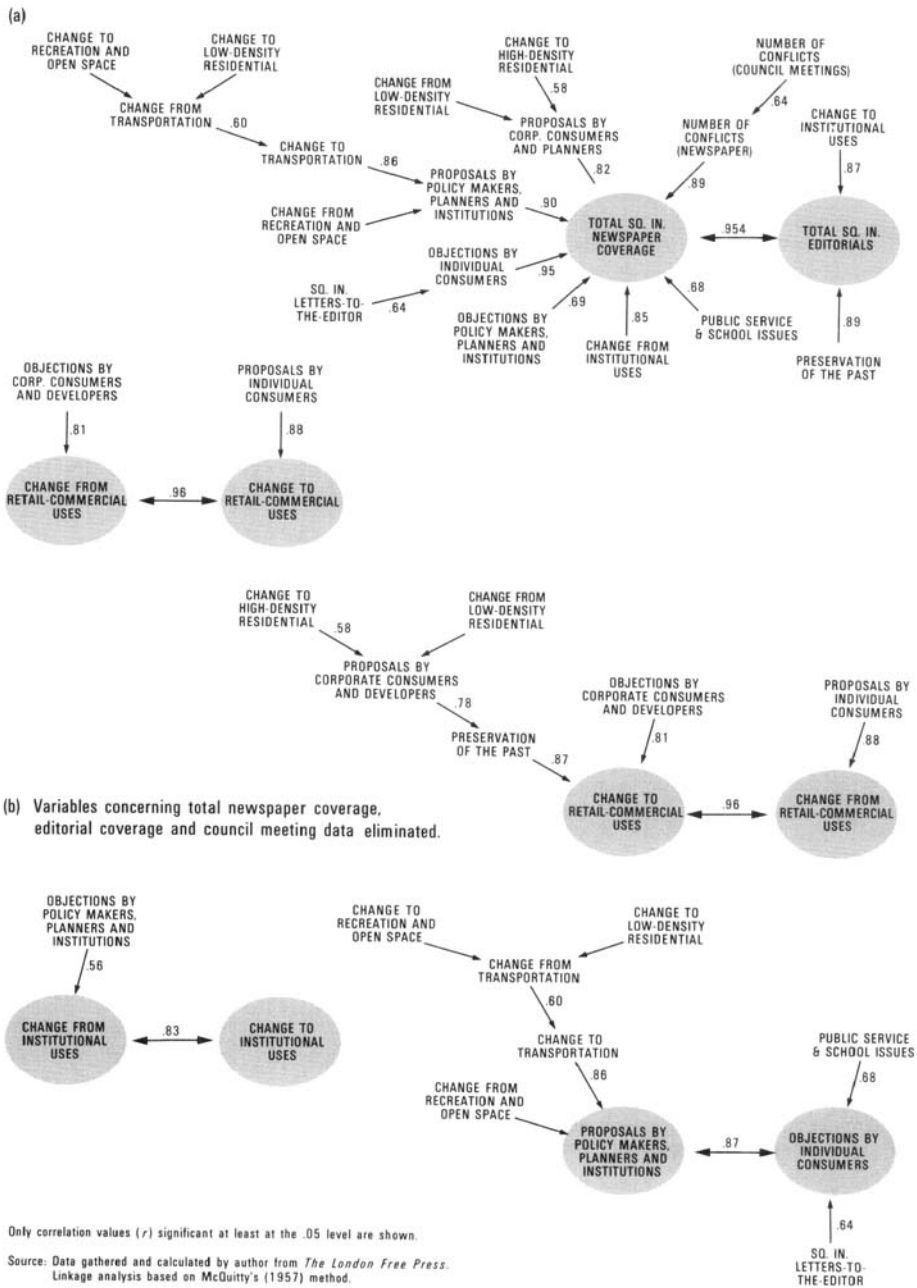 (a)
CHANGE TO
RECREATION AND
OPEN SPACE
CHANGE TO
LOW-DENSITY
RESIDENTIAL
CHANGE FROM
TRANSPORTATION
.60
CHANGE TO
TRANSPORTATION
.86
CHANGE FROM
RECREATION AND
OPEN SPACE
PROPOSALS BY
POLICY MAKERS,
PLANNERS AND
INSTITUTIONS
.90
CHANGE TO
HIGH-DENSITY
RESIDENTIAL
.58
CHANGE FROM
LOW-DENSITY
RESIDENTIAL
PROPOSALS BY
CORP. CONSUMERS
AND PLANNERS
.82
NUMBER OF
CONFLICTS
(COUNCIL MEETINGS)
.64
NUMBER OF
CONFLICTS
(NEWSPAPER)
.89
CHANGE TO
INSTITUTIONAL
USES
.87
TOTAL SQ. IN.
NEWSPAPER
COVERAGE
.954
TOTAL SQ. IN.
EDITORIALS
OBJECTIONS BY
INDIVIDUAL
CONSUMERS
.95
SQ. IN.
LETTERS-TO-
THE-EDITOR
.64
OBJECTIONS BY
POLICY MAKERS,
PLANNERS AND
INSTITUTIONS
.69
.85
CHANGE FROM
INSTITUTIONAL
USES
.68
PUBLIC SERVICE
& SCHOOL ISSUES
.89
PRESERVATION
OF THE PAST
OBJECTIONS BY
CORP. CONSUMERS
AND DEVELOPERS
.81
PROPOSALS BY
INDIVIDUAL
CONSUMERS
.88
CHANGE FROM
RETAIL-COMMERCIAL
USES
.96
CHANGE TO
RETAIL-COMMERCIAL
USES
CHANGE TO
HIGH-DENSITY
RESIDENTIAL
.58
CHANGE FROM
LOW-DENSITY
RESIDENTIAL
PROPOSALS BY
CORPORATE CONSUMERS
AND DEVELOPERS
.78
PRESERVATION
OF THE PAST
.87
OBJECTIONS BY
CORPORATE CONSUMERS
AND DEVELOPERS
.81
PROPOSALS BY
INDIVIDUAL
CONSUMERS
.88
CHANGE TO
RETAIL-COMMERCIAL
USES
.96
CHANGE FROM
RETAIL-COMMERCIAL
USES
(b) Variables concerning total newspaper coverage,
editorial coverage and council meeting data eliminated.
OBJECTIONS BY
POLICY MAKERS,
PLANNERS AND
INSTITUTIONS
.56
CHANGE FROM
INSTITUTIONAL
USES
.83
CHANGE TO
INSTITUTIONAL
USES
CHANGE TO
RECREATION AND
OPEN SPACE
CHANGE TO
LOW-DENSITY
RESIDENTIAL
CHANGE FROM
TRANSPORTATION
.60
CHANGE TO
TRANSPORTATION
.86
CHANGE FROM
RECREATION AND
OPEN SPACE
PROPOSALS BY
POLICY MAKERS,
PLANNERS AND
INSTITUTIONS
.87
PUBLIC SERVICE
& SCHOOL ISSUES
.68
OBJECTIONS BY
INDIVIDUAL
CONSUMERS
.64
SQ. IN.
LETTERS-TO-
THE-EDITOR
Only correlation values (r) significant at least at the .05 level are shown.
Source: Data gathered and calculated by author from The London Free Press.
Linkage analysis based on McQuitty's (1957) method.